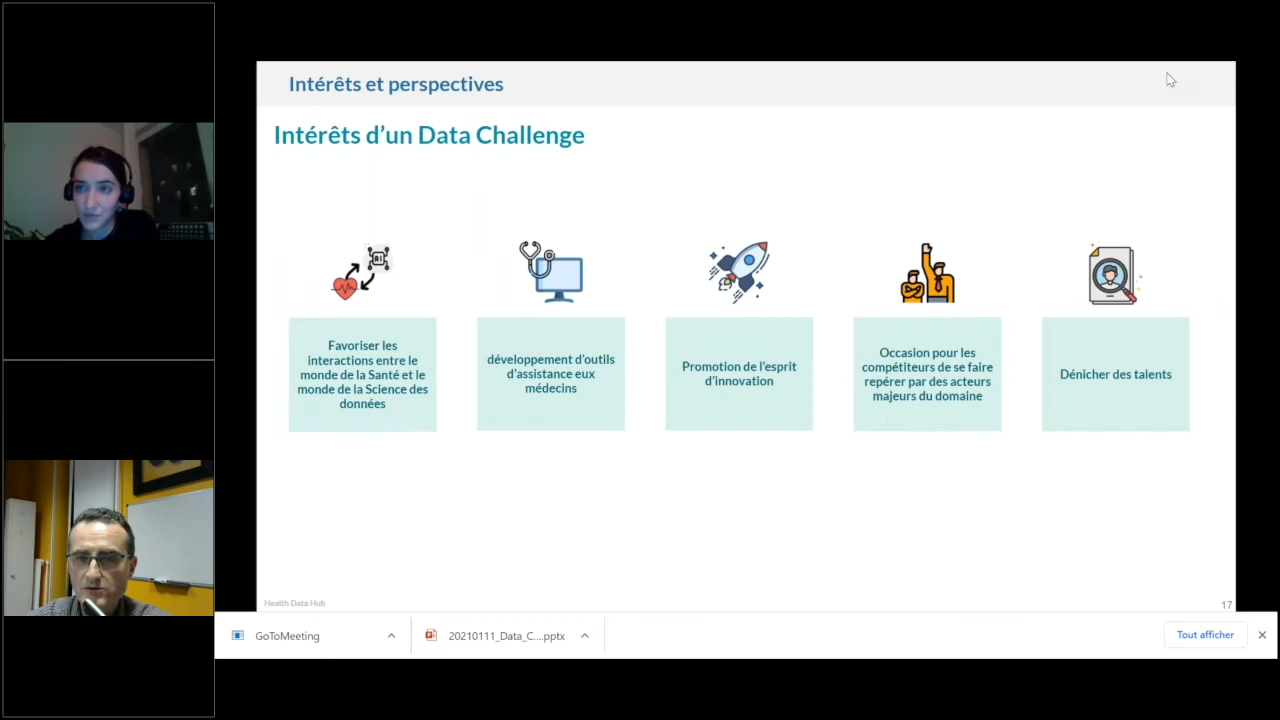 Intérêts et perspectives
Intérêts d'un Data Challenge
AI
Favoriser les
interactions entre le
monde de la Santé et le
monde de la Science des
données
développement d'outils
d'assistance eux
médecins
Promotion de l'esprit
d'innovation
Occasion pour les
compétiteurs de se faire
repérer par des acteurs
majeurs du domaine
Dénicher des talents
Health Data Hub
17
GoToMeeting
20210111_Data_C....pptx
Tout afficher